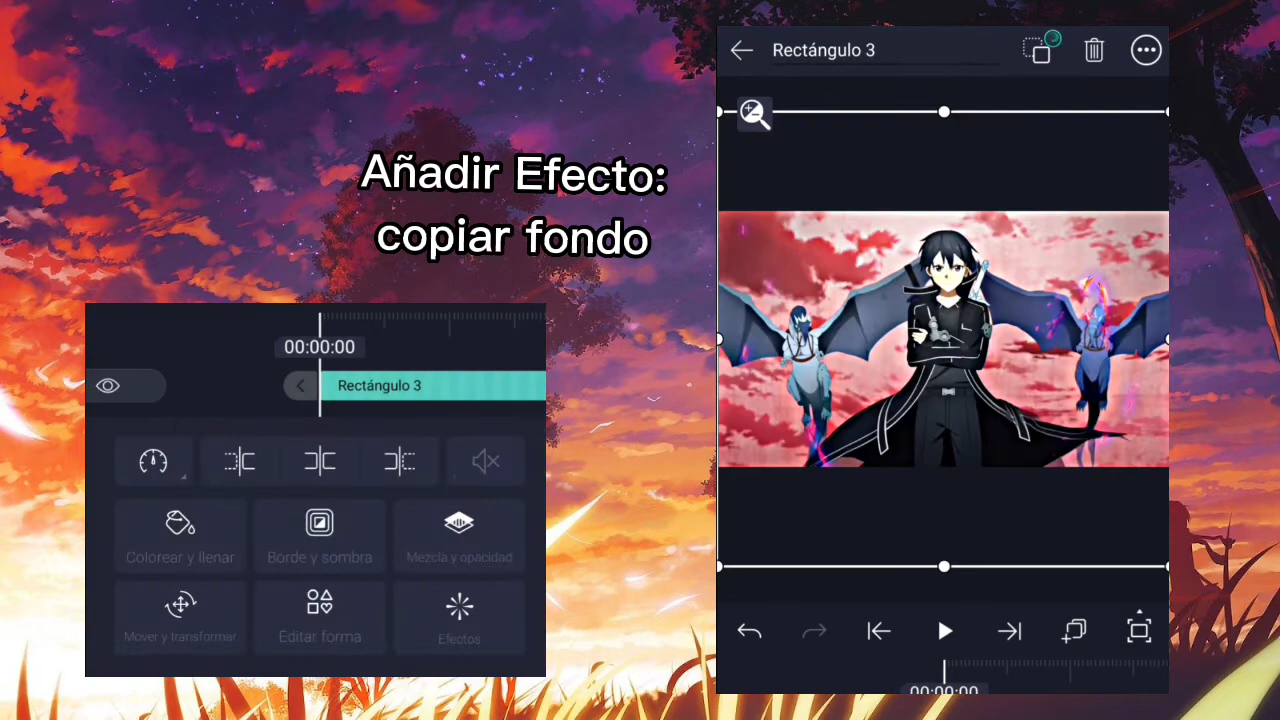 Rectángulo 3
Añadir Efecto:
copiar fondo
00:00:00
Rectángulo 3
Colorear y llenar
Borde y sombra
Mezcla y opacidad
Mover y transformar
Editar forma
Efectos
00:00:00